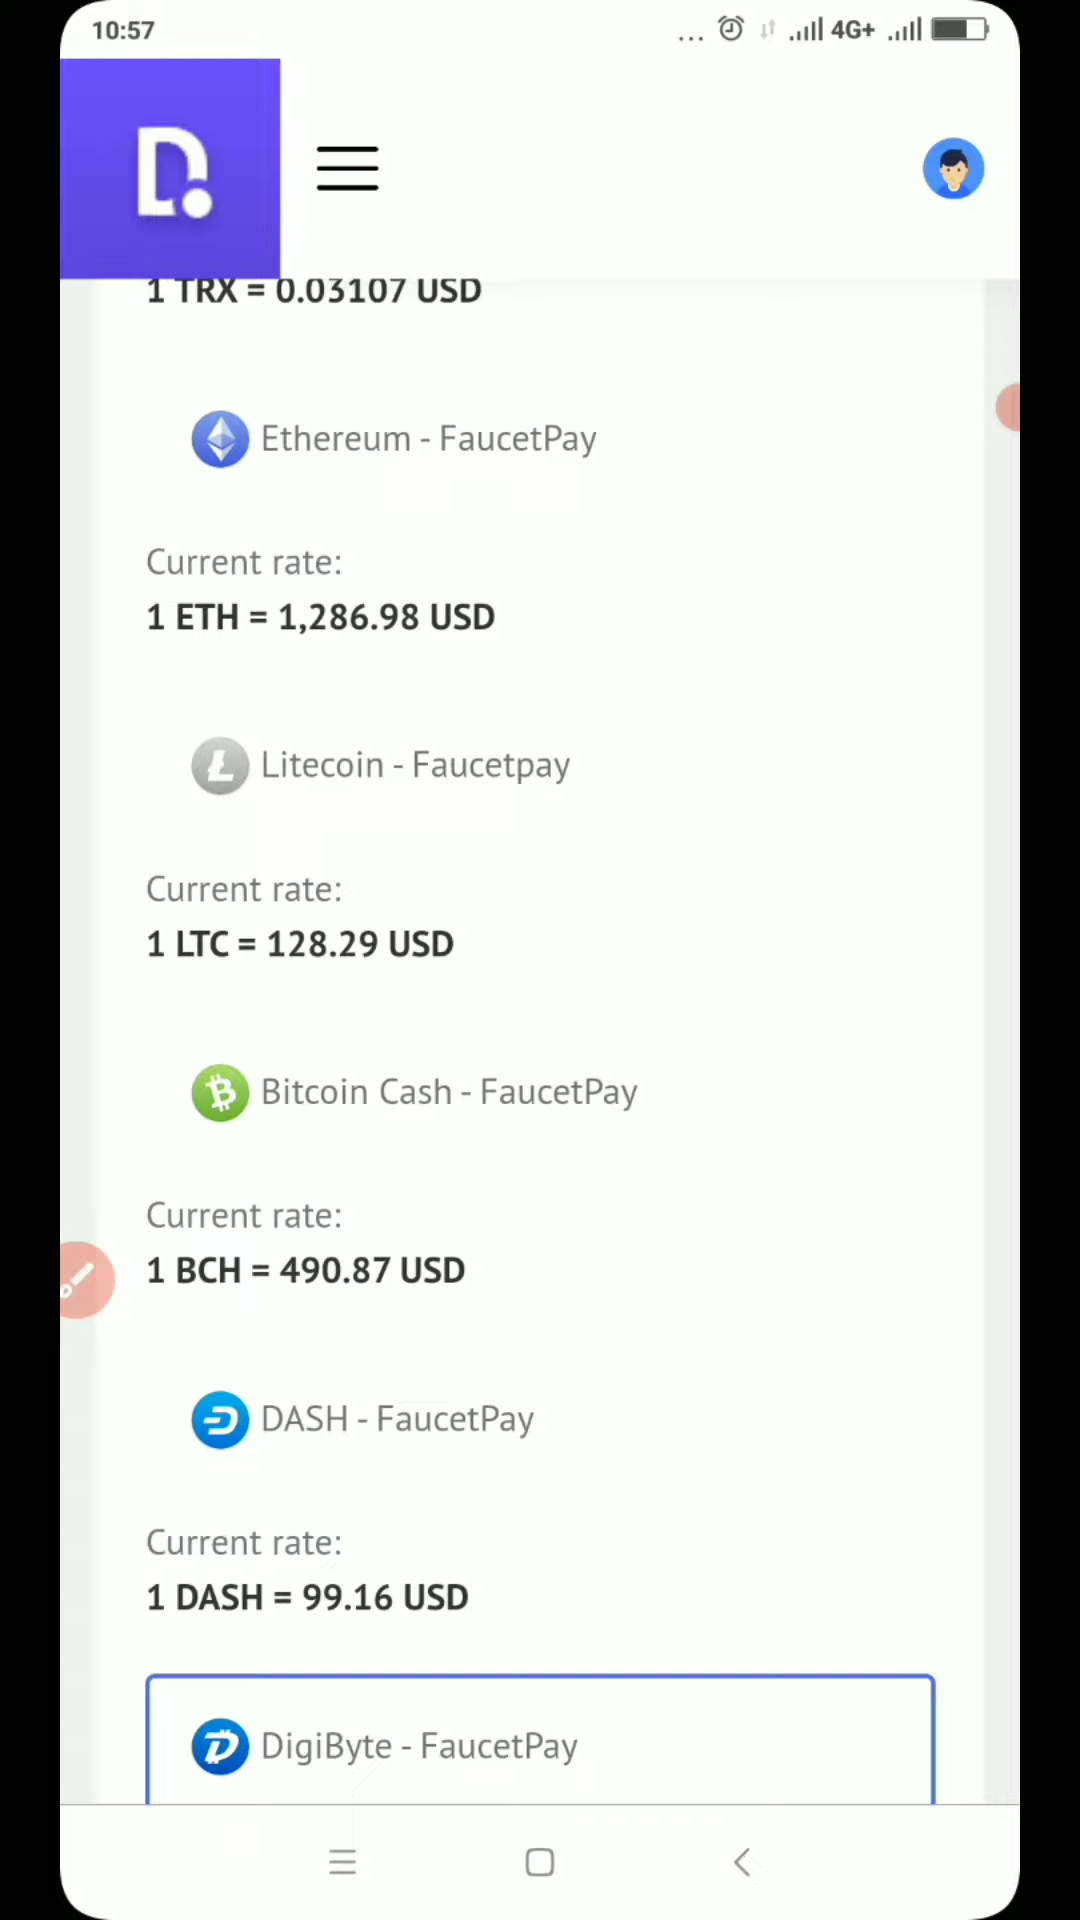 10:57
... 4G+
D.
1 TRX = 0.03107 USD
Ethereum - FaucetPay
Current rate:
1 ETH = 1,286.98 USD
Litecoin - Faucetpay
Current rate:
1 LTC = 128.29 USD
Bitcoin Cash - FaucetPay
Current rate:
1 BCH = 490.87 USD
DASH - FaucetPay
Current rate:
1 DASH = 99.16 USD
DigiByte - FaucetPay